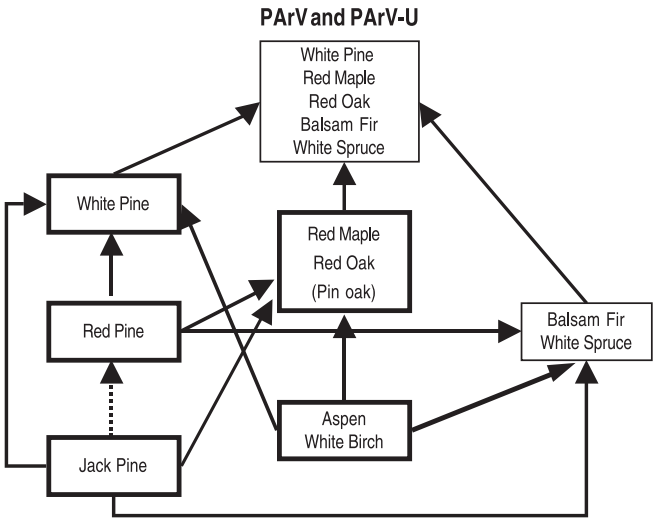 PArV and PArV-U
White Pine
Red Maple
Red Oak
Balsam Fir
White Spruce
White Pine
Red Maple
Red Oak
(Pin oak)
Red Pine
Balsam Fir
White Spruce
Aspen
White Birch
Jack Pine